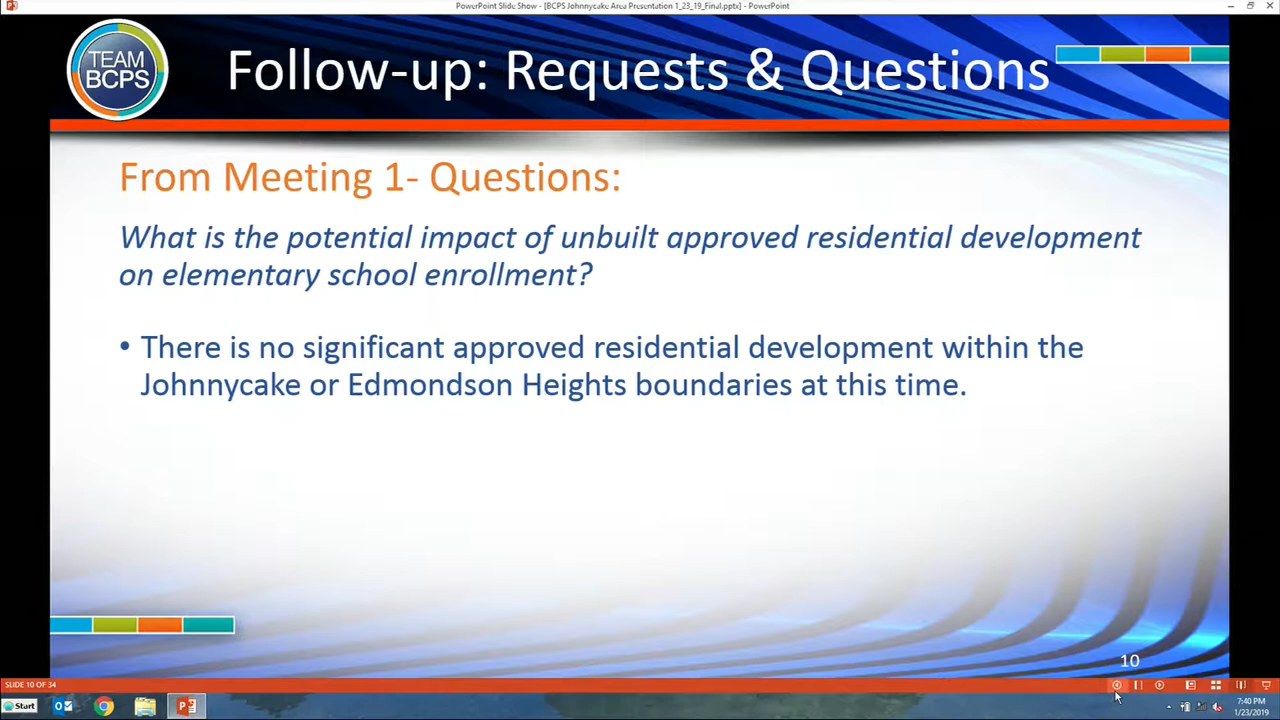 PowerPoint Slide Show - [BCPS Johnnycake Area Presentation 1_23_19_Final.pptx] - PowerPoint
TEAM
BCPS
Follow-up: Requests & Questions
From Meeting 1- Questions:
What is the potential impact of unbuilt approved residential development
on elementary school enrollment?
• There is no significant approved residential development within the
Johnnycake or Edmondson Heights boundaries at this time.
10
SLIDE 10 OF 34
Start
7:40 PM
1/23/2019